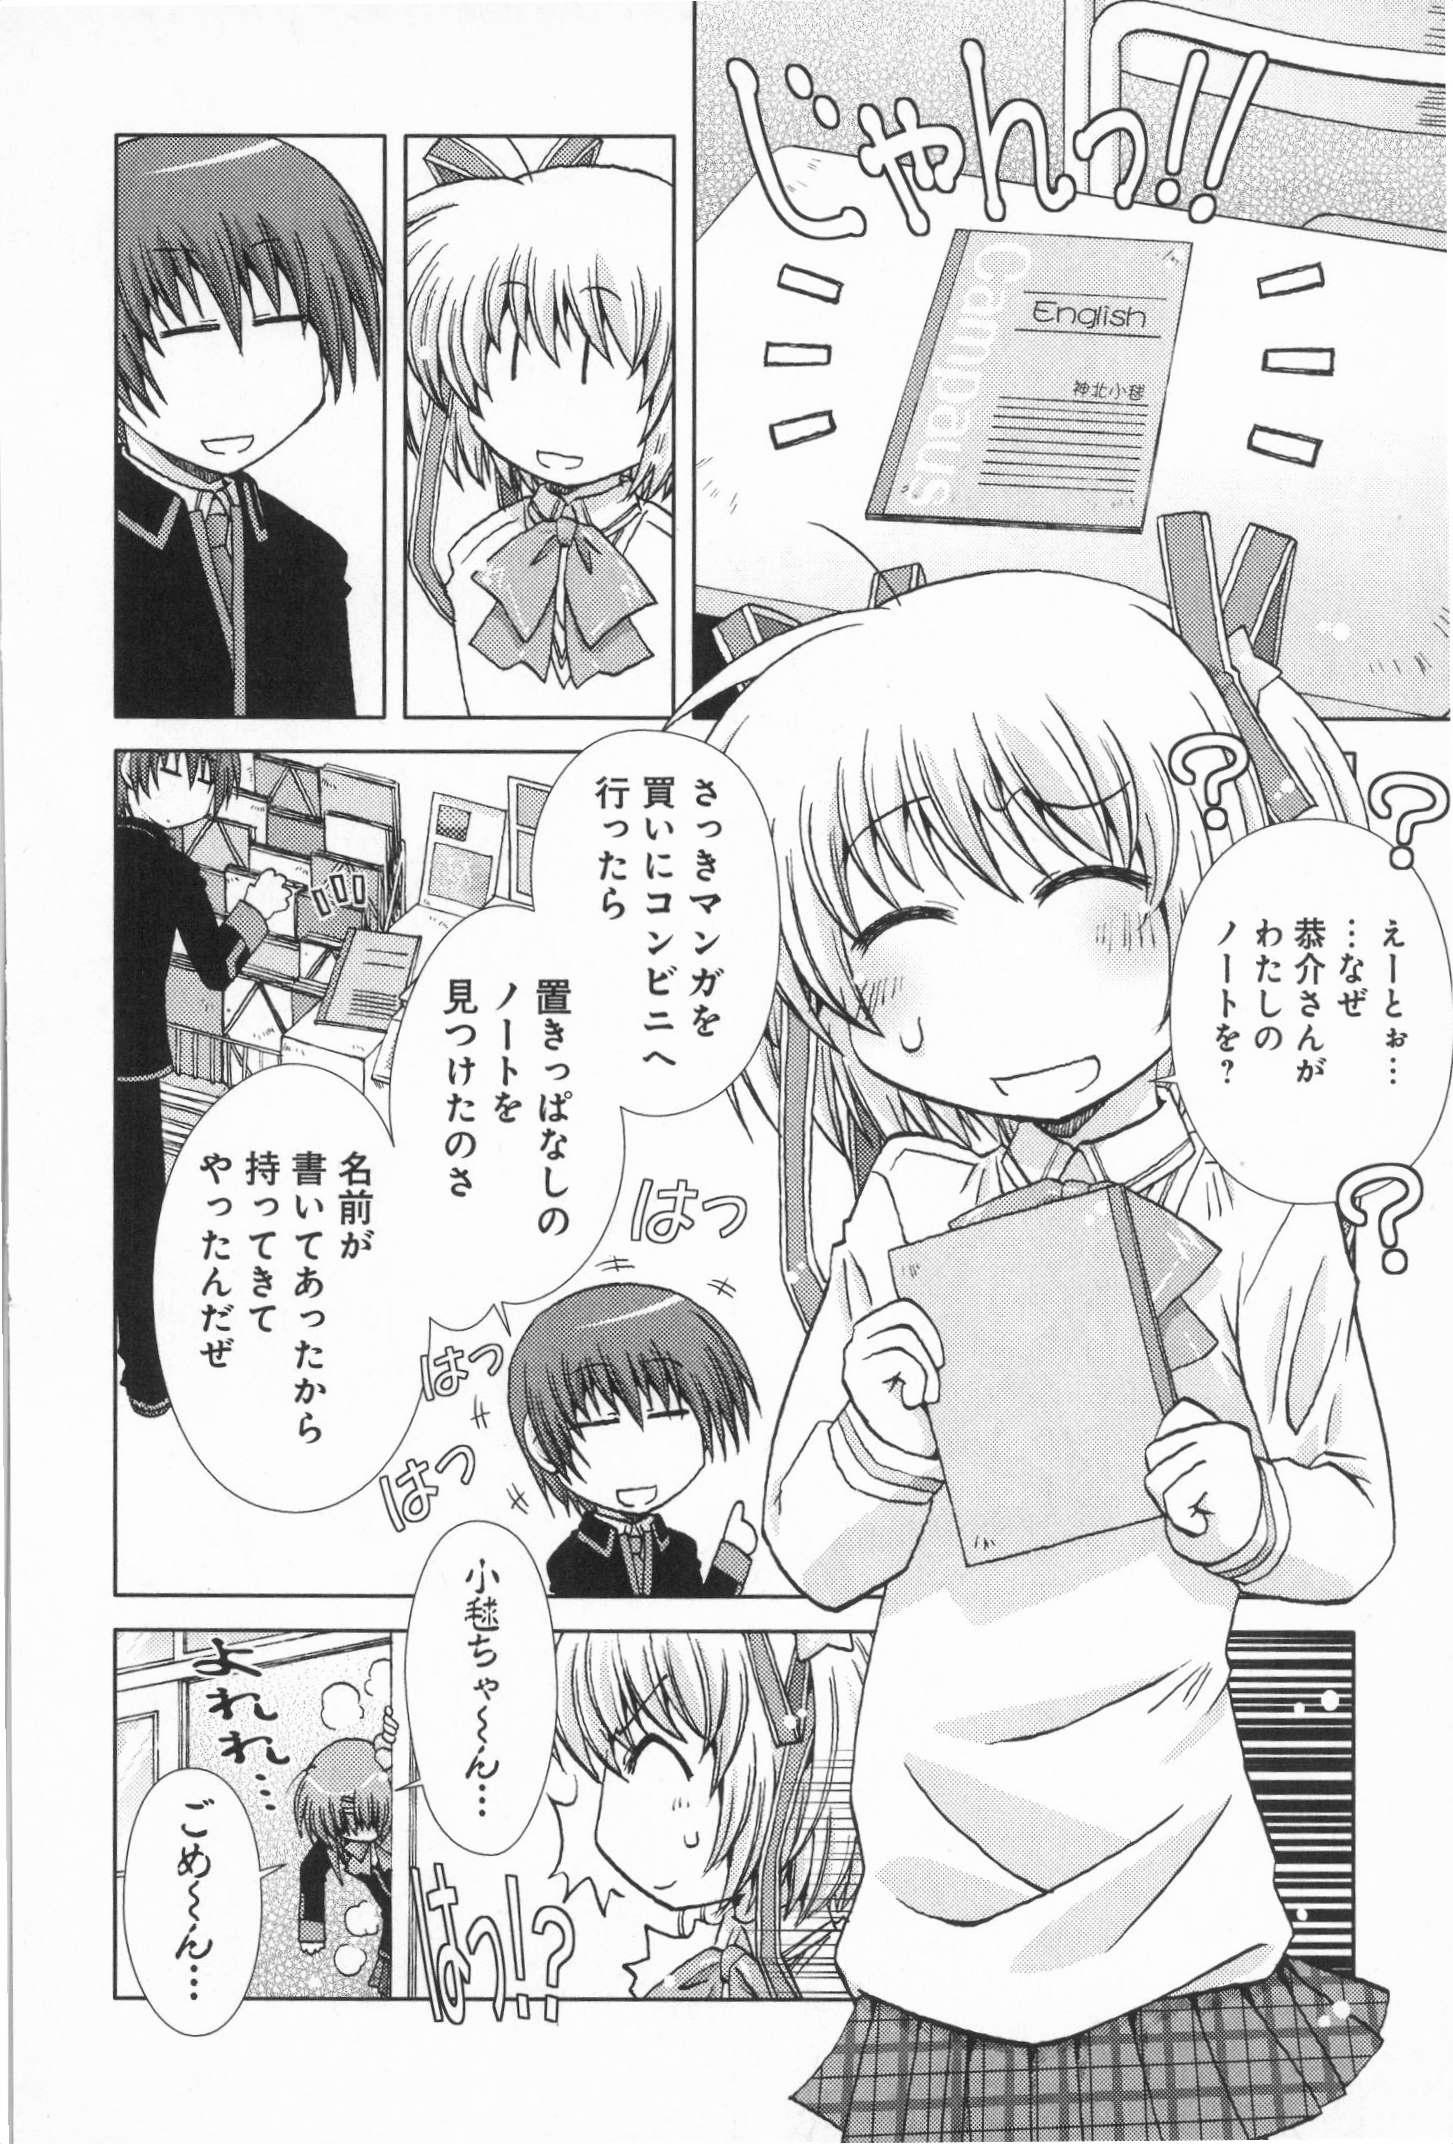 じゃんっ!!
Campaus
English
神北小毬
えーとぉ…
…なぜ
恭介さんが
わたしの
ノートを?
?
?
?
さっきマンガを
買いにコンビニへ
行ったら
置きっぱなしの
ノートを
見つけたのさ
名前が
書いてあったから
持ってきて
やったんだぜ
はっ
はっ
はっ
小毬ちゃ〜ん…
はっ!?
よれれれ…
ごめ〜ん…